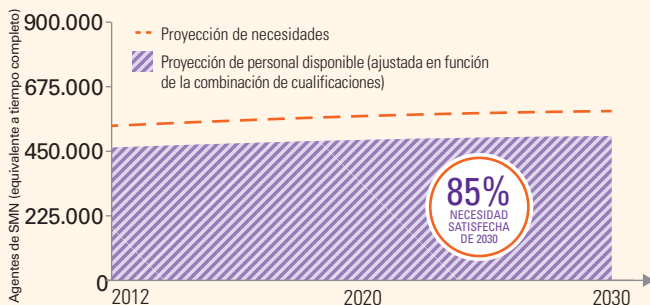 Agentes de SMN (equivalente a tiempo completo)
900.000
675.000
450.000
225.000
0
Proyección de necesidades
Proyección de personal disponible (ajustada en función
de la combinación de cualificaciones)
85%
NECESIDAD
SATISFECHA
DE 2030
2012
2020
2030